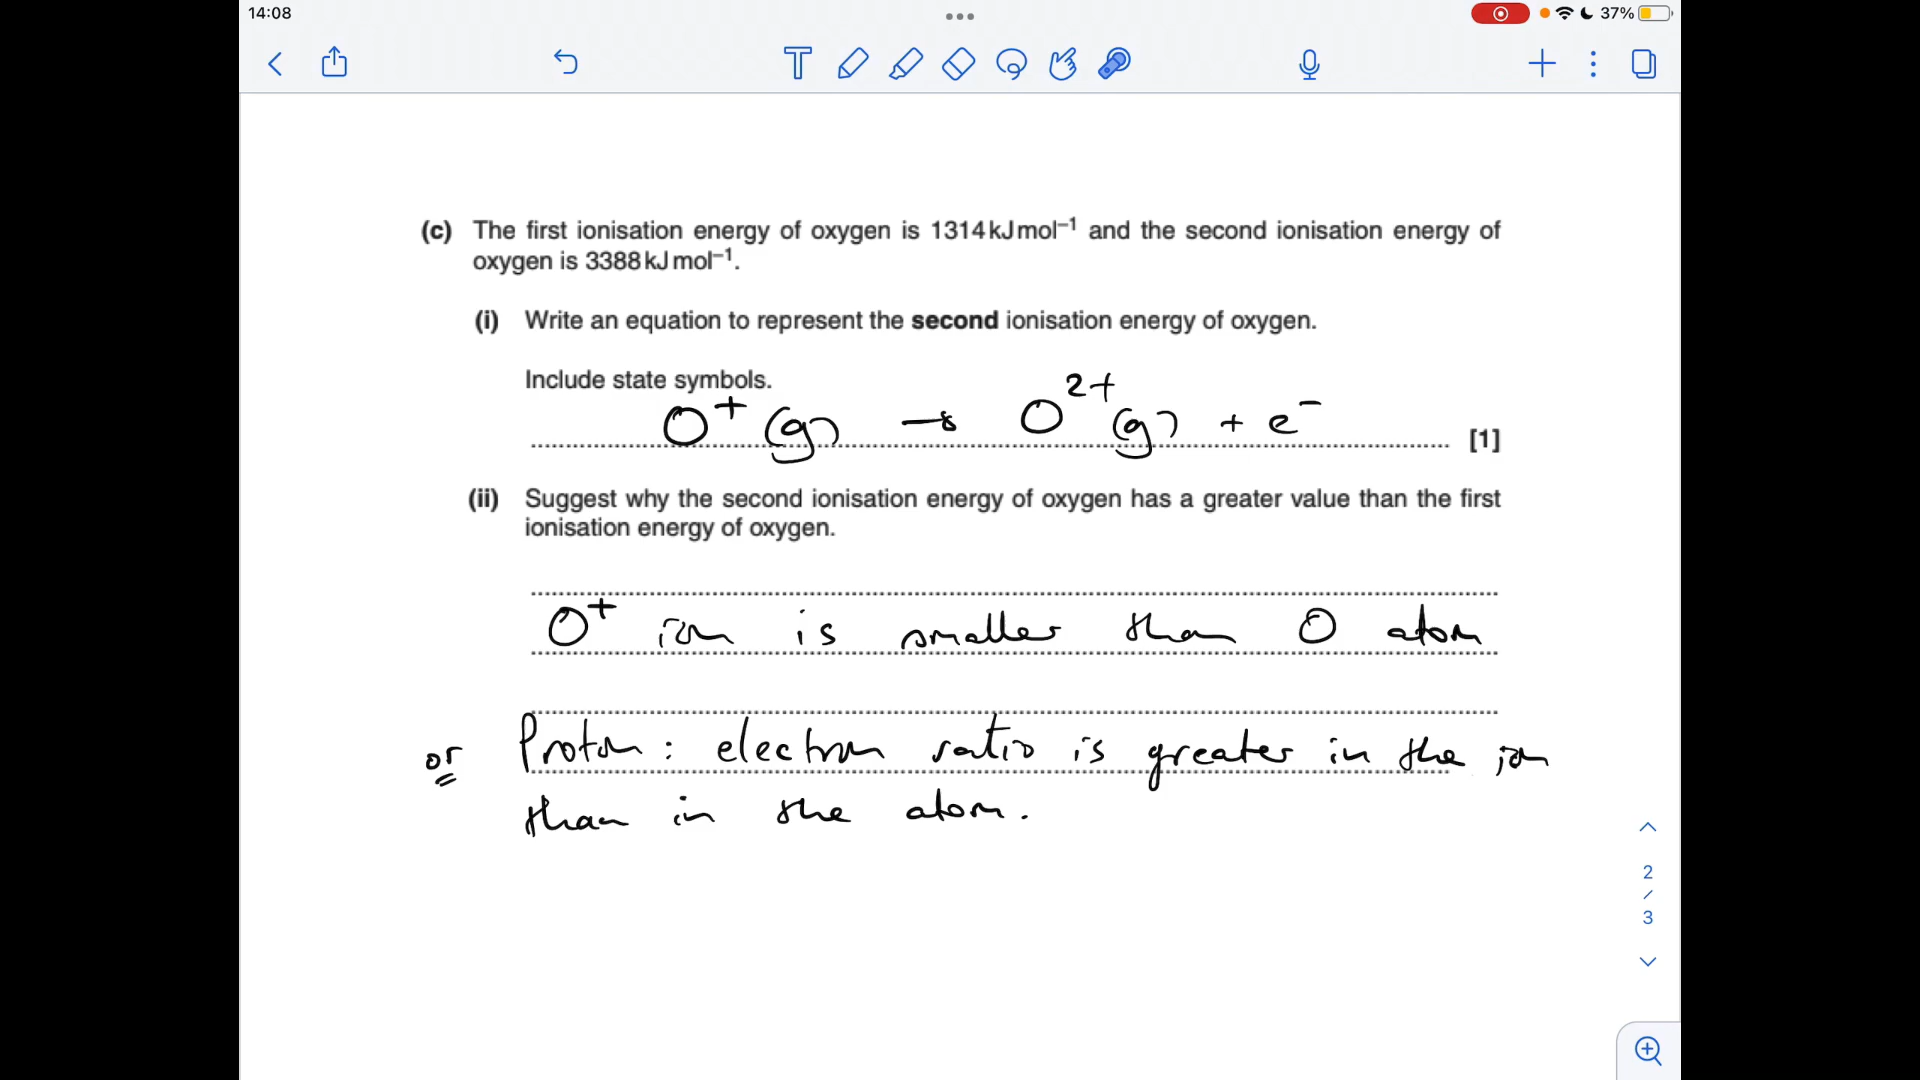 14:08
37%
(c) The first ionisation energy of oxygen is 1314 kJ mol⁻¹ and the second ionisation energy of
oxygen is 3388 kJ mol⁻¹.
(i) Write an equation to represent the second ionisation energy of oxygen.
Include state symbols.
O⁺ (g) → O²⁺ (g) + e⁻
[1]
(ii) Suggest why the second ionisation energy of oxygen has a greater value than the first
ionisation energy of oxygen.
O⁺ ion is smaller than O atom
or Proton : electron ratio is greater in the ion
than in the atom.
2
/
3